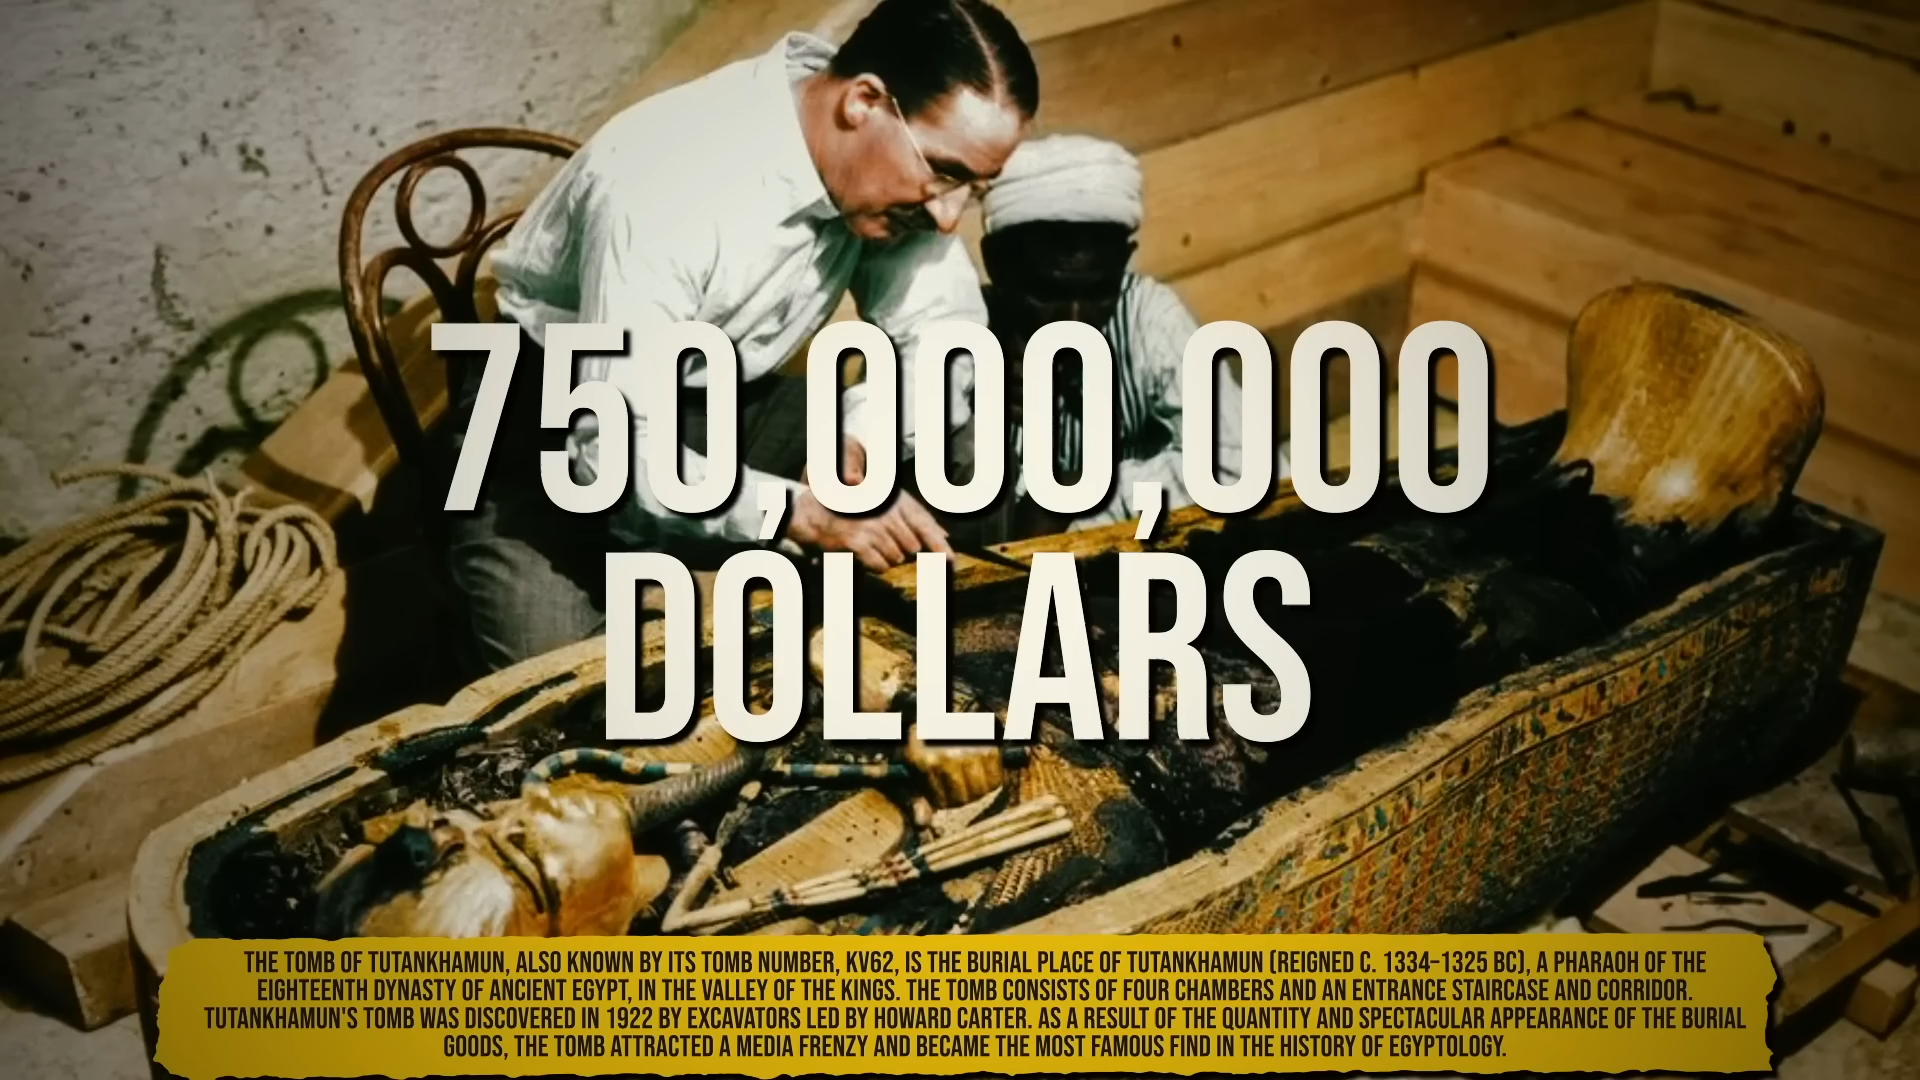 750,000,000
DOLLARS
THE TOMB OF TUTANKHAMUN, ALSO KNOWN BY ITS TOMB NUMBER, KV62, IS THE BURIAL PLACE OF TUTANKHAMUN (REIGNED C. 1334–1325 BC), A PHARAOH OF THE
EIGHTEENTH DYNASTY OF ANCIENT EGYPT, IN THE VALLEY OF THE KINGS. THE TOMB CONSISTS OF FOUR CHAMBERS AND AN ENTRANCE STAIRCASE AND CORRIDOR.
TUTANKHAMUN'S TOMB WAS DISCOVERED IN 1922 BY EXCAVATORS LED BY HOWARD CARTER. AS A RESULT OF THE QUANTITY AND SPECTACULAR APPEARANCE OF THE BURIAL
GOODS, THE TOMB ATTRACTED A MEDIA FRENZY AND BECAME THE MOST FAMOUS FIND IN THE HISTORY OF EGYPTOLOGY.